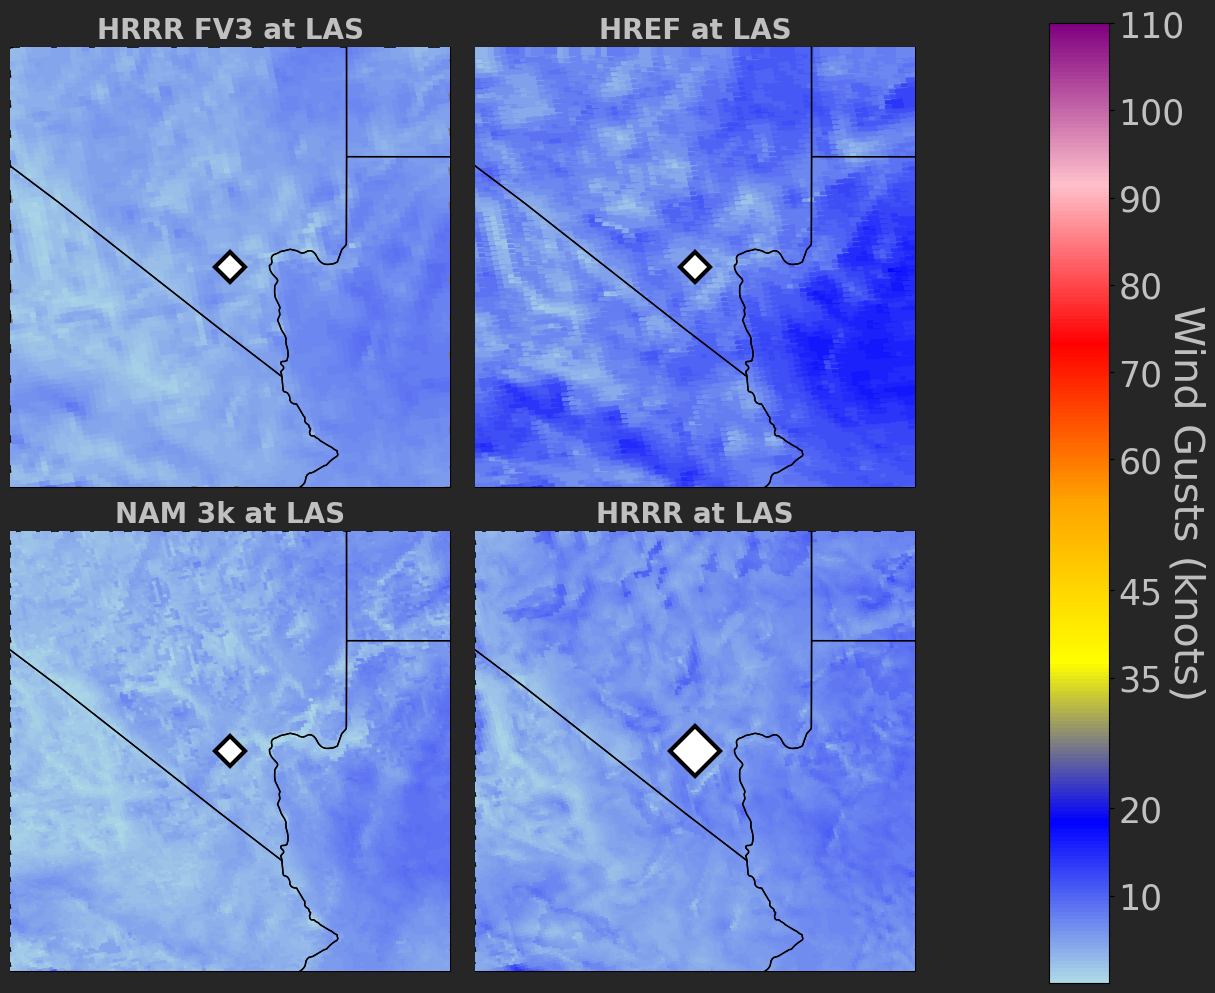 HRRR FV3 at LAS
HREF at LAS
NAM 3k at LAS
HRRR at LAS
110
100
90
80
70
60
45
35
20
10
Wind Gusts (knots)